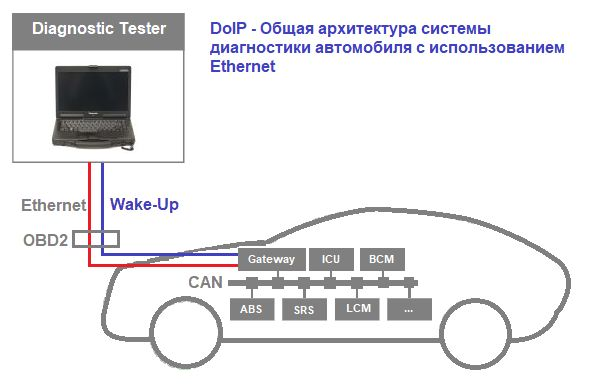 Diagnostic Tester
DoIP - Общая архитектура системы
диагностики автомобиля с использованием
Ethernet
Ethernet
Wake-Up
OBD2
Gateway
ICU
BCM
CAN
ABS
SRS
LCM
...